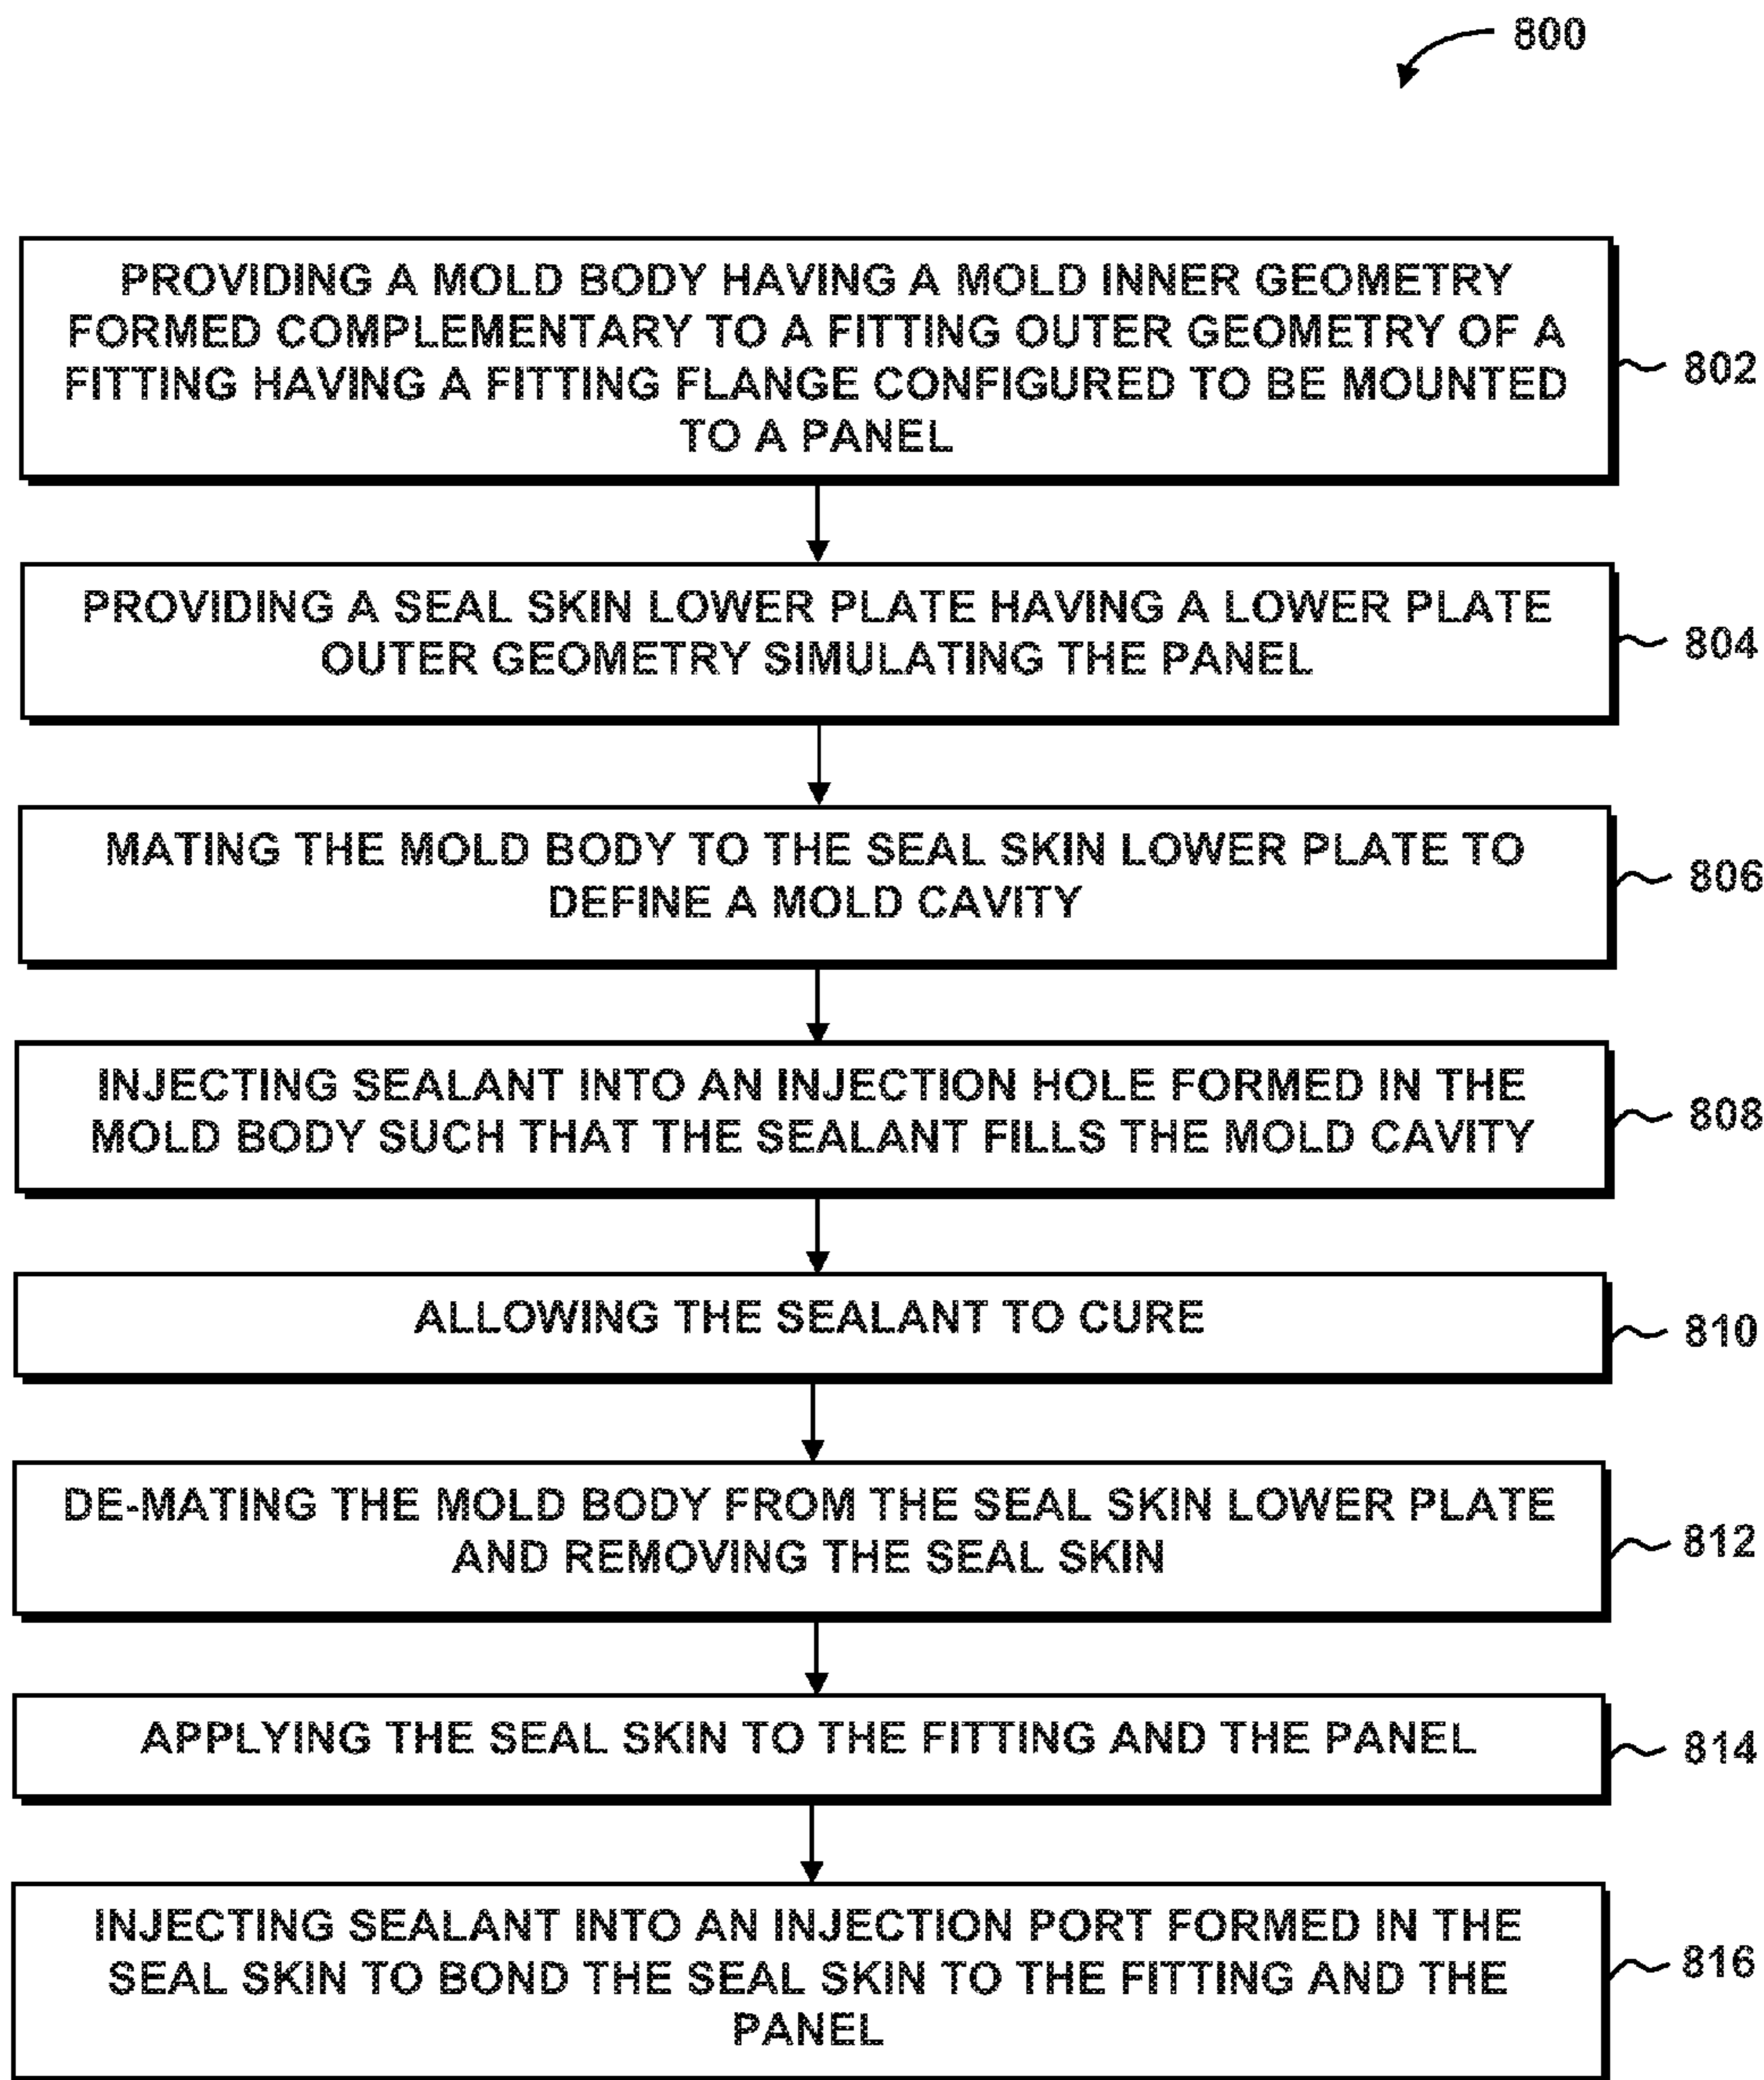 800
PROVIDING A MOLD BODY HAVING A MOLD INNER GEOMETRY
FORMED COMPLEMENTARY TO A FITTING OUTER GEOMETRY OF A
FITTING HAVING A FITTING FLANGE CONFIGURED TO BE MOUNTED
TO A PANEL
802
PROVIDING A SEAL SKIN LOWER PLATE HAVING A LOWER PLATE
OUTER GEOMETRY SIMULATING THE PANEL
804
MATING THE MOLD BODY TO THE SEAL SKIN LOWER PLATE TO
DEFINE A MOLD CAVITY
806
INJECTING SEALANT INTO AN INJECTION HOLE FORMED IN THE
MOLD BODY SUCH THAT THE SEALANT FILLS THE MOLD CAVITY
808
ALLOWING THE SEALANT TO CURE
810
DE-MATING THE MOLD BODY FROM THE SEAL SKIN LOWER PLATE
AND REMOVING THE SEAL SKIN
812
APPLYING THE SEAL SKIN TO THE FITTING AND THE PANEL
814
INJECTING SEALANT INTO AN INJECTION PORT FORMED IN THE
SEAL SKIN TO BOND THE SEAL SKIN TO THE FITTING AND THE
PANEL
816